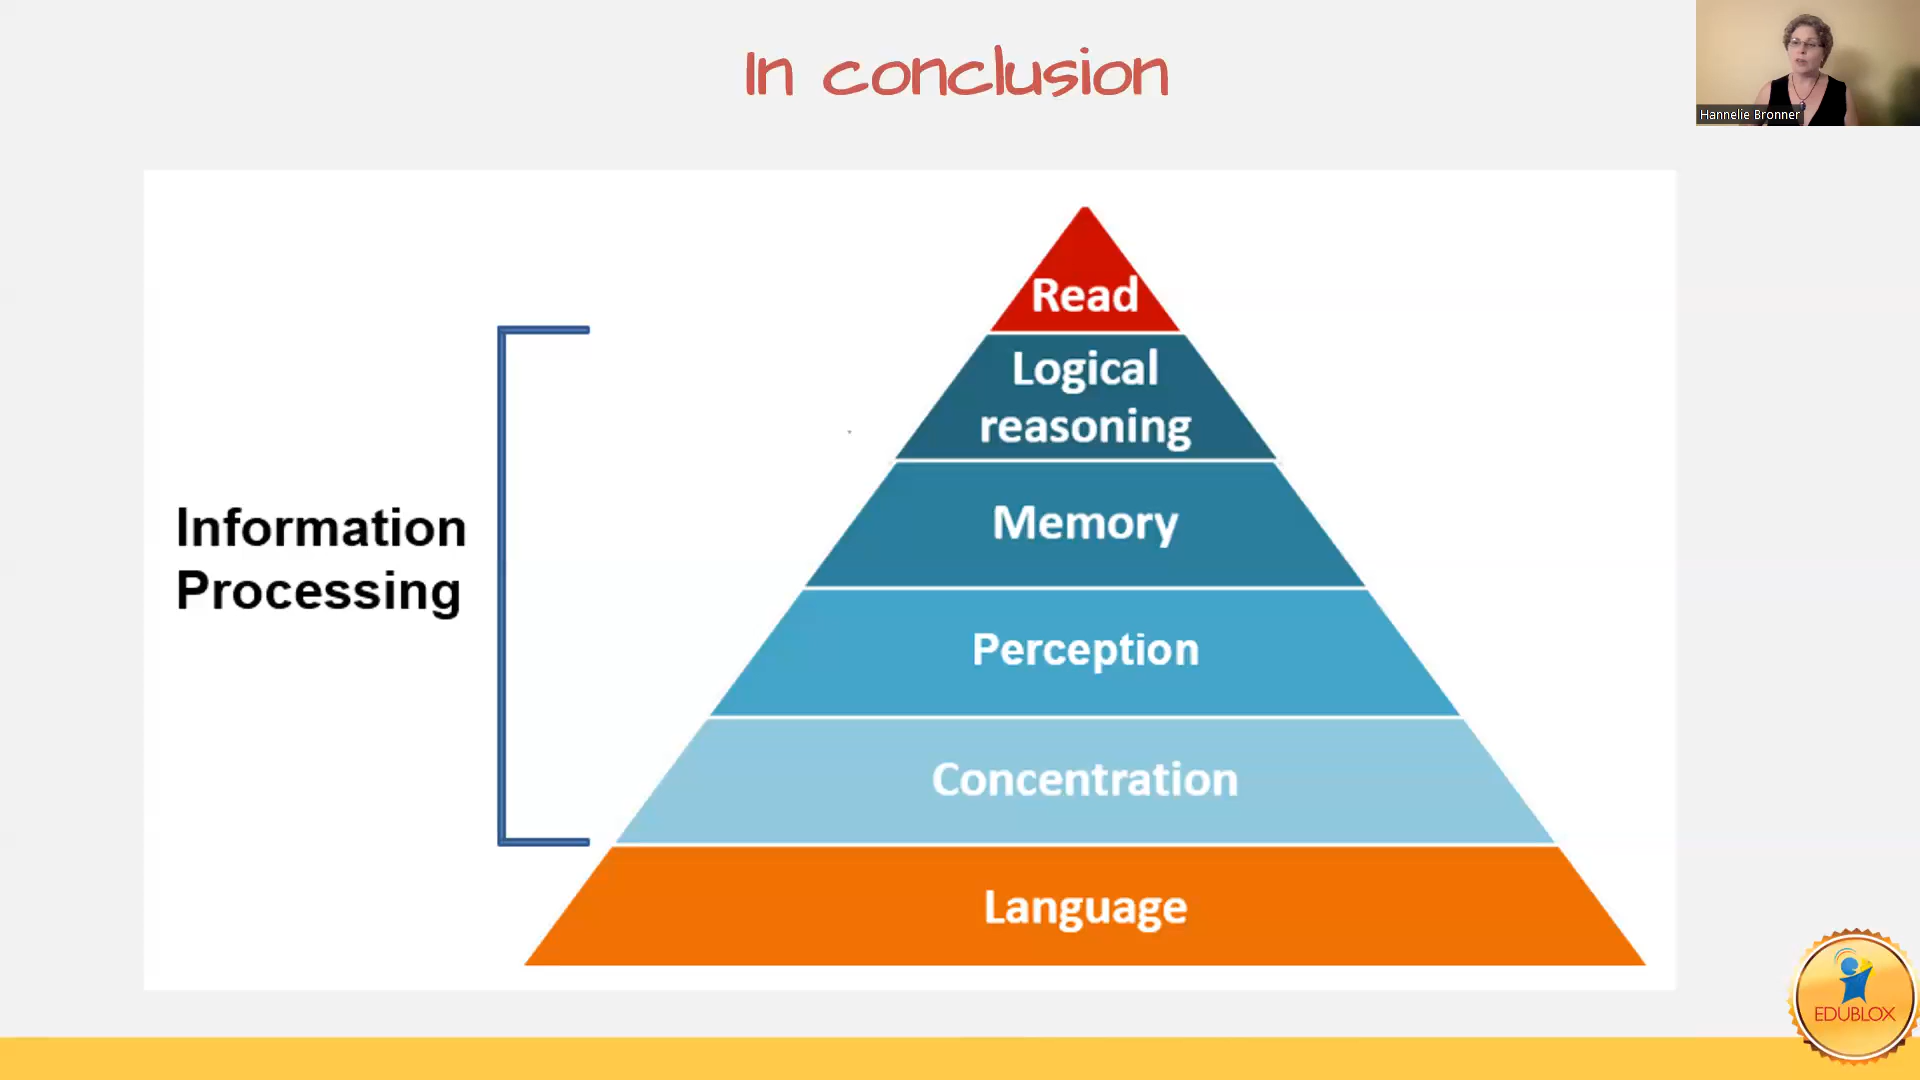 In conclusion
Hannelie Bronner
Read
Logical
reasoning
Memory
Information
Processing
Perception
Concentration
Language
EDUBLOX